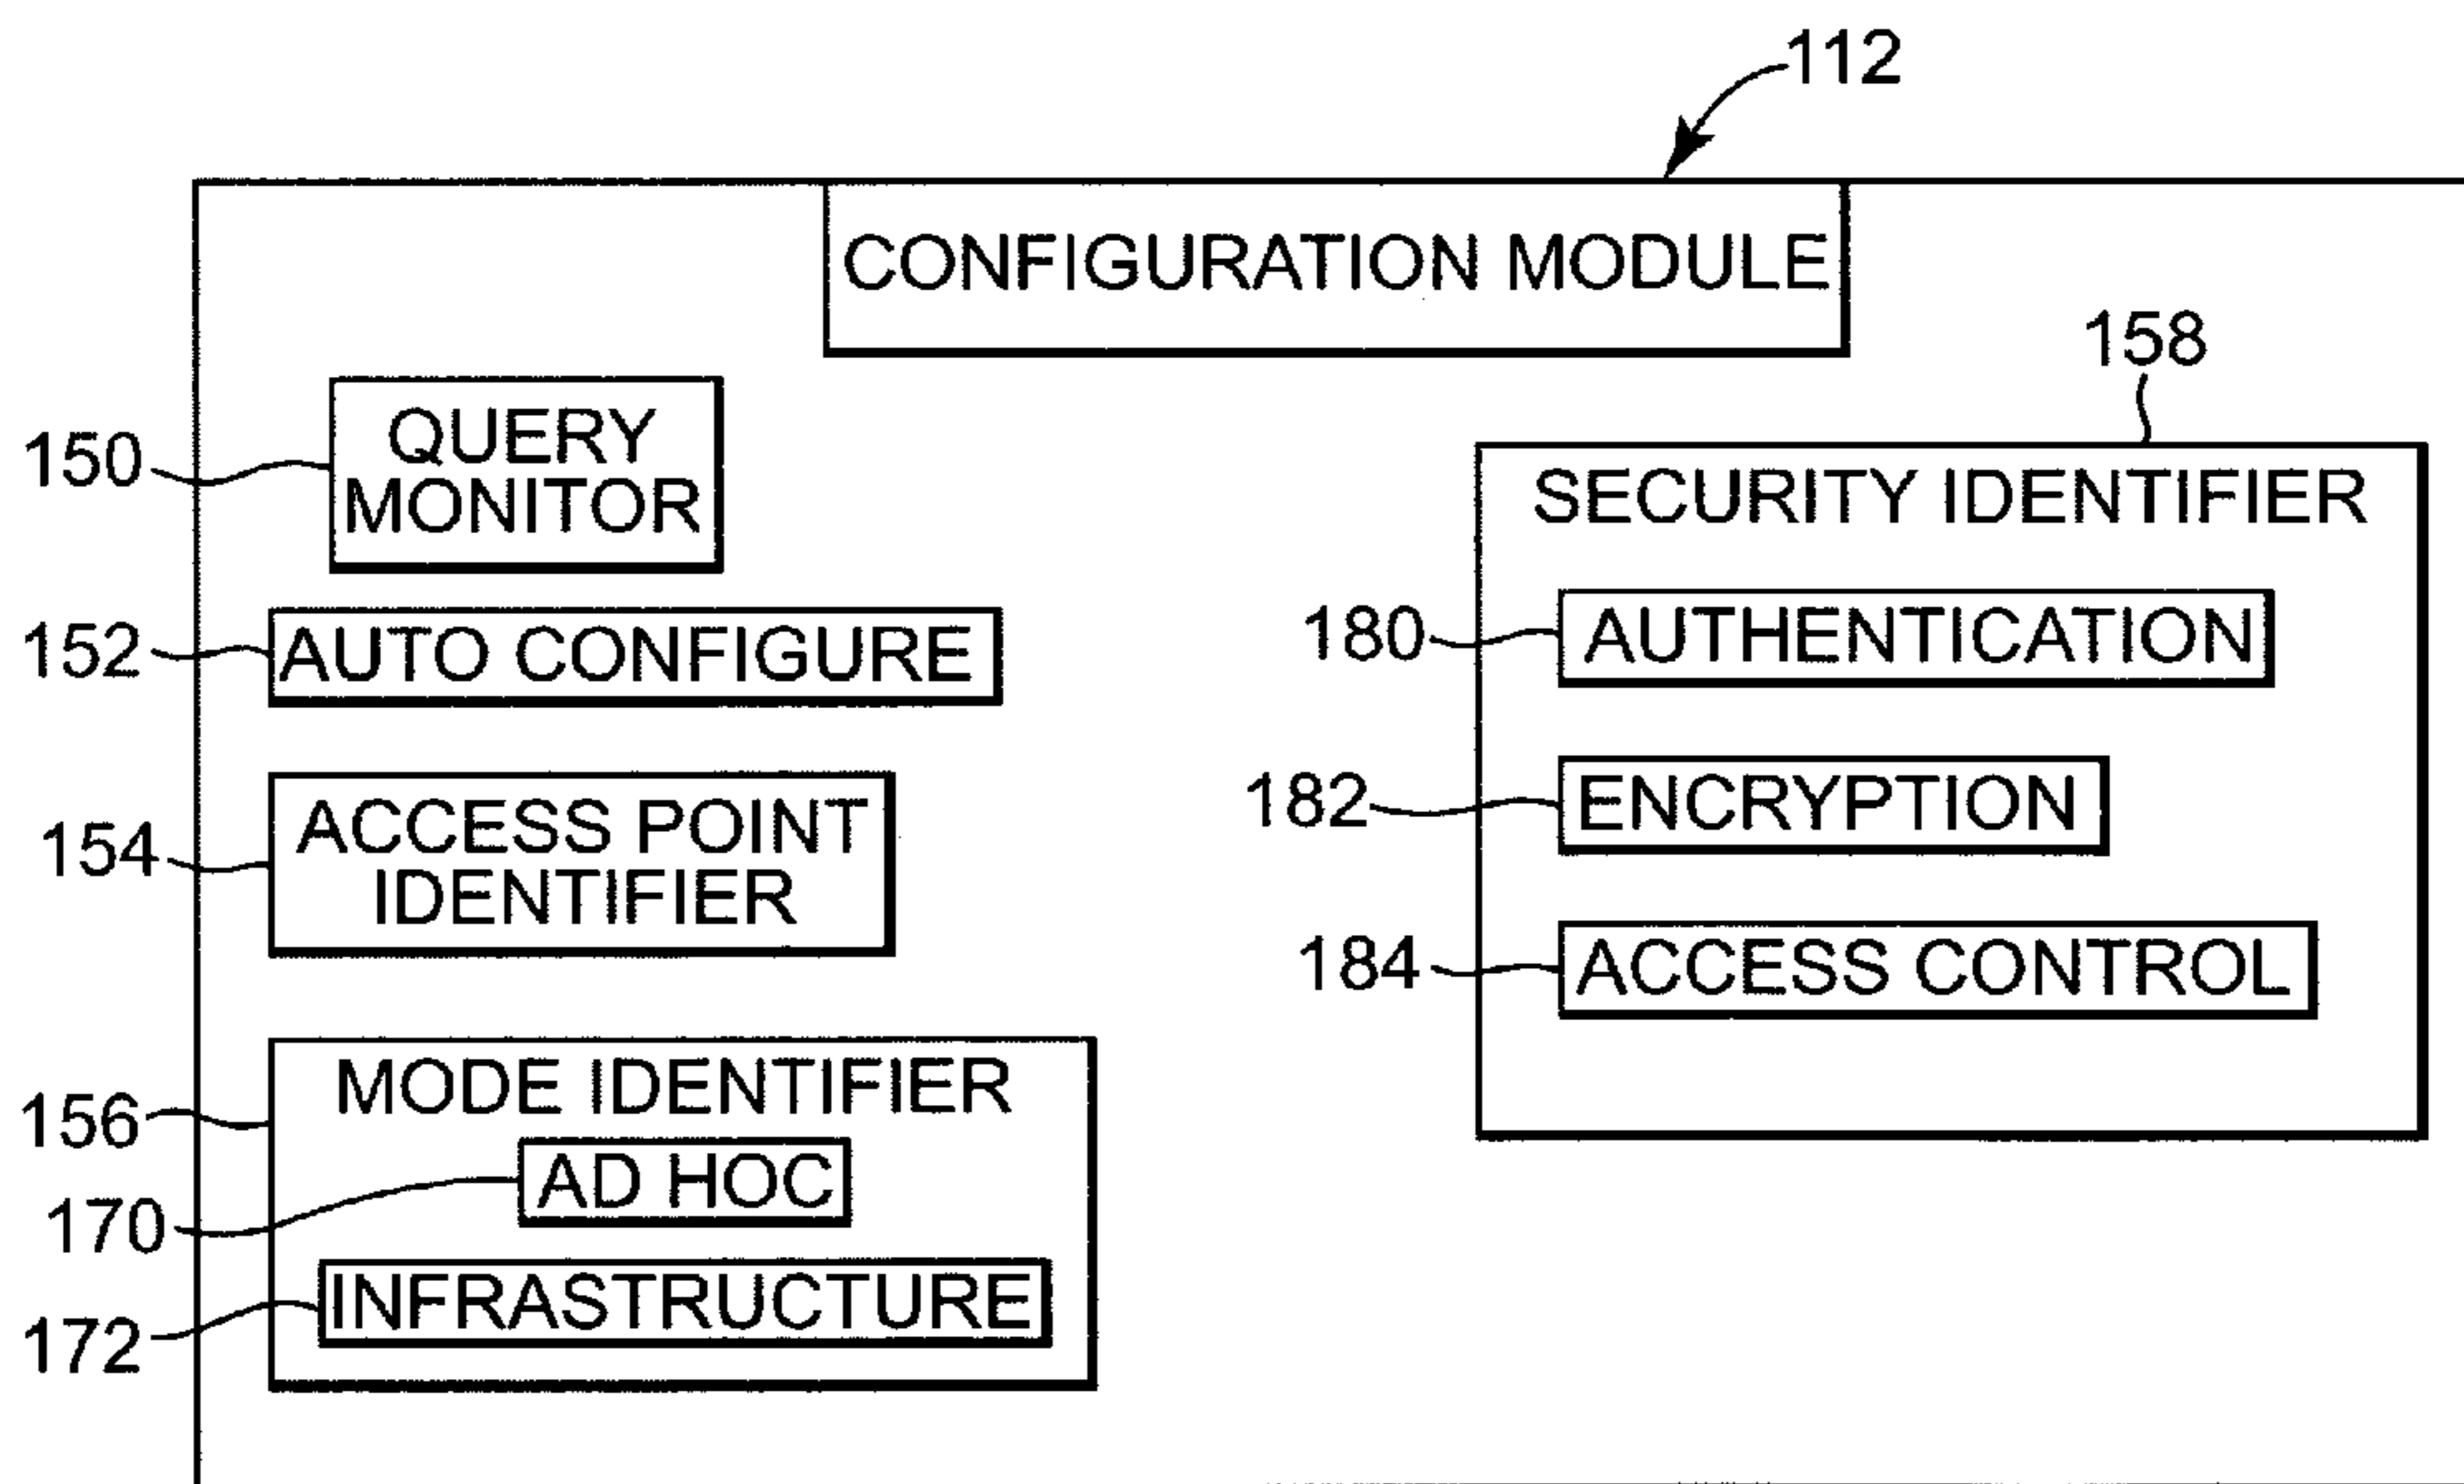 112
CONFIGURATION MODULE
150
QUERY
MONITOR
152
AUTO CONFIGURE
154
ACCESS POINT
IDENTIFIER
156
MODE IDENTIFIER
170
AD HOC
172
INFRASTRUCTURE
158
SECURITY IDENTIFIER
180
AUTHENTICATION
182
ENCRYPTION
184
ACCESS CONTROL